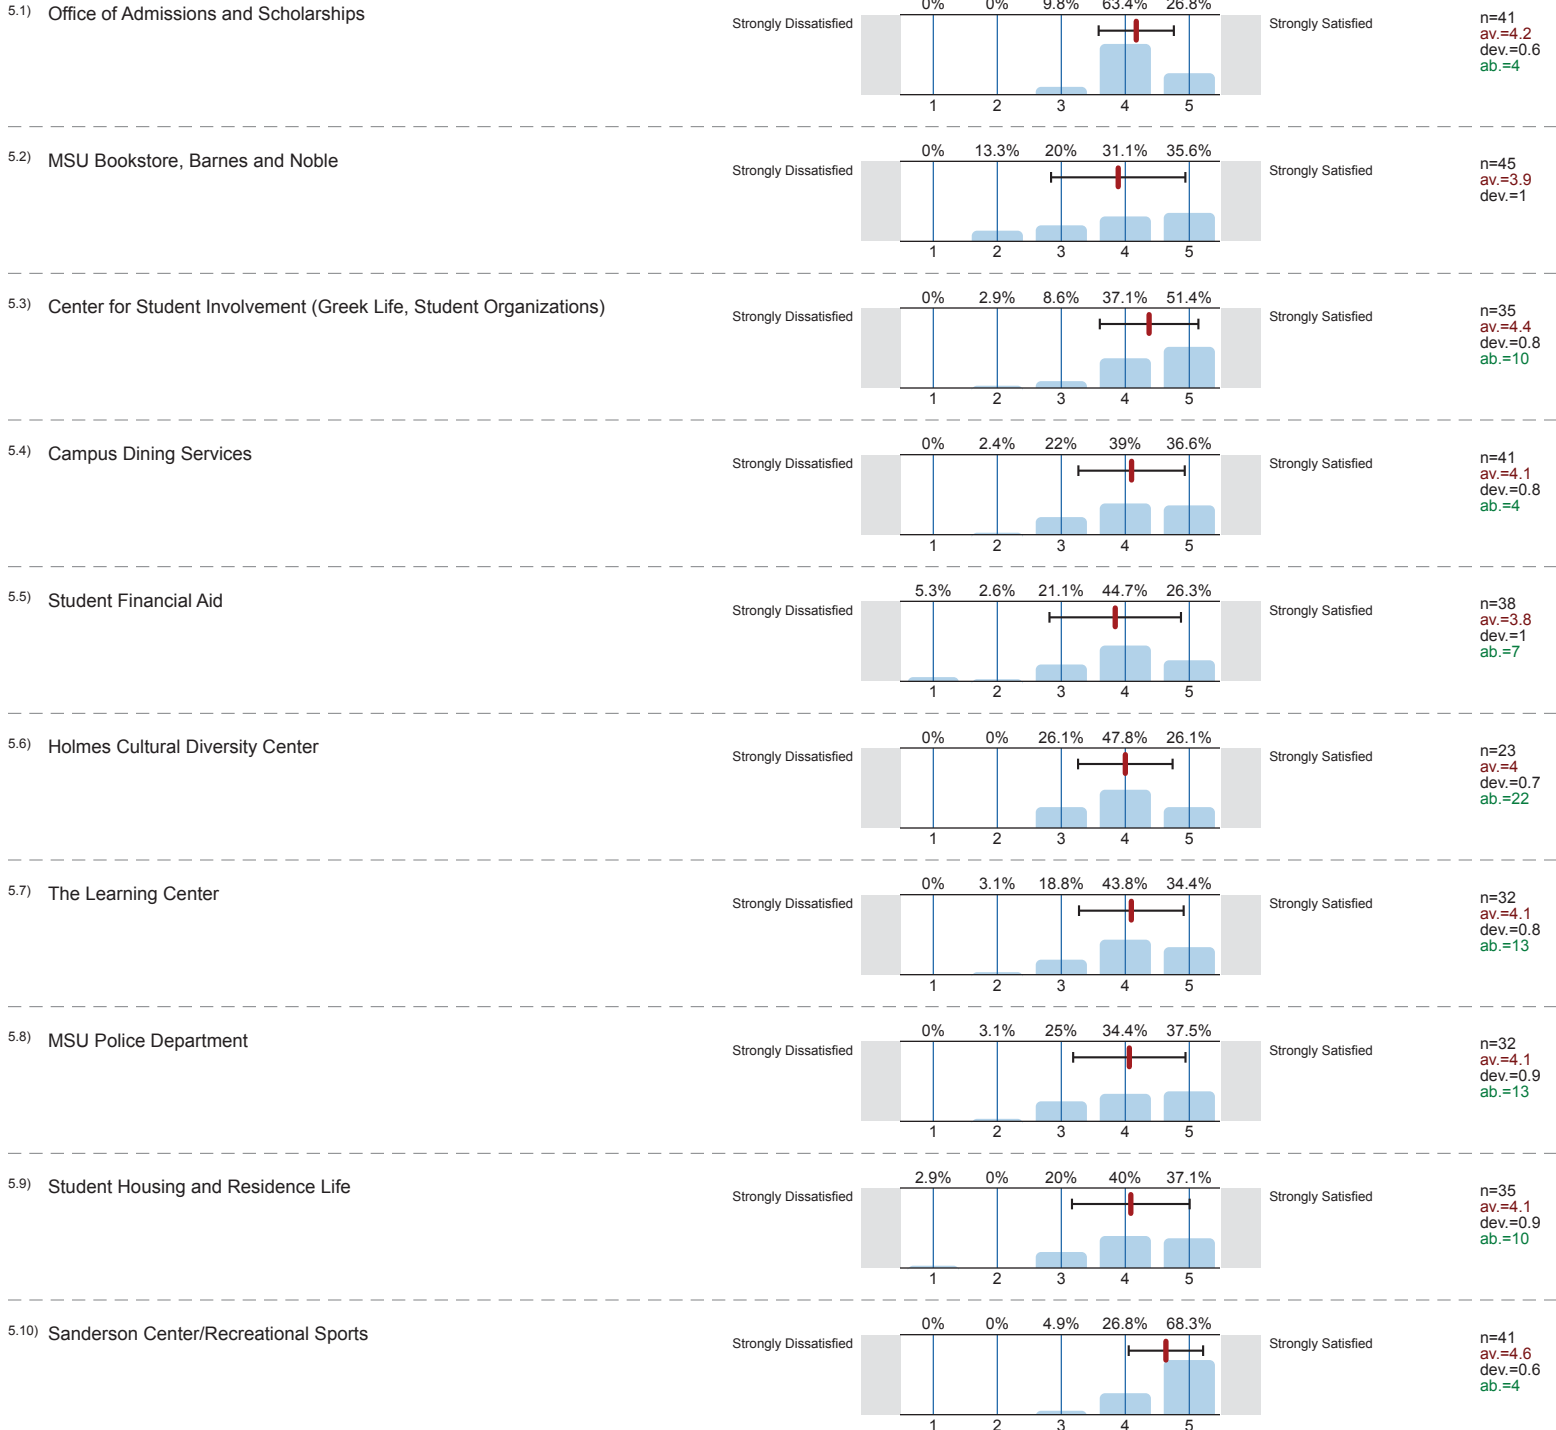 5.1) Office of Admissions and Scholarships
0% 0% 9.8% 63.4% 26.8%
Strongly Dissatisfied Strongly Satisfied
n=41
av.=4.2
dev.=0.6
ab.=4
1 2 3 4 5
5.2) MSU Bookstore, Barnes and Noble
0% 13.3% 20% 31.1% 35.6%
Strongly Dissatisfied Strongly Satisfied
n=45
av.=3.9
dev.=1
1 2 3 4 5
5.3) Center for Student Involvement (Greek Life, Student Organizations)
0% 2.9% 8.6% 37.1% 51.4%
Strongly Dissatisfied Strongly Satisfied
n=35
av.=4.4
dev.=0.8
ab.=10
1 2 3 4 5
5.4) Campus Dining Services
0% 2.4% 22% 39% 36.6%
Strongly Dissatisfied Strongly Satisfied
n=41
av.=4.1
dev.=0.8
ab.=4
1 2 3 4 5
5.5) Student Financial Aid
5.3% 2.6% 21.1% 44.7% 26.3%
Strongly Dissatisfied Strongly Satisfied
n=38
av.=3.8
dev.=1
ab.=7
1 2 3 4 5
5.6) Holmes Cultural Diversity Center
0% 0% 26.1% 47.8% 26.1%
Strongly Dissatisfied Strongly Satisfied
n=23
av.=4
dev.=0.7
ab.=22
1 2 3 4 5
5.7) The Learning Center
0% 3.1% 18.8% 43.8% 34.4%
Strongly Dissatisfied Strongly Satisfied
n=32
av.=4.1
dev.=0.8
ab.=13
1 2 3 4 5
5.8) MSU Police Department
0% 3.1% 25% 34.4% 37.5%
Strongly Dissatisfied Strongly Satisfied
n=32
av.=4.1
dev.=0.9
ab.=13
1 2 3 4 5
5.9) Student Housing and Residence Life
2.9% 0% 20% 40% 37.1%
Strongly Dissatisfied Strongly Satisfied
n=35
av.=4.1
dev.=0.9
ab.=10
1 2 3 4 5
5.10) Sanderson Center/Recreational Sports
0% 0% 4.9% 26.8% 68.3%
Strongly Dissatisfied Strongly Satisfied
n=41
av.=4.6
dev.=0.6
ab.=4
1 2 3 4 5